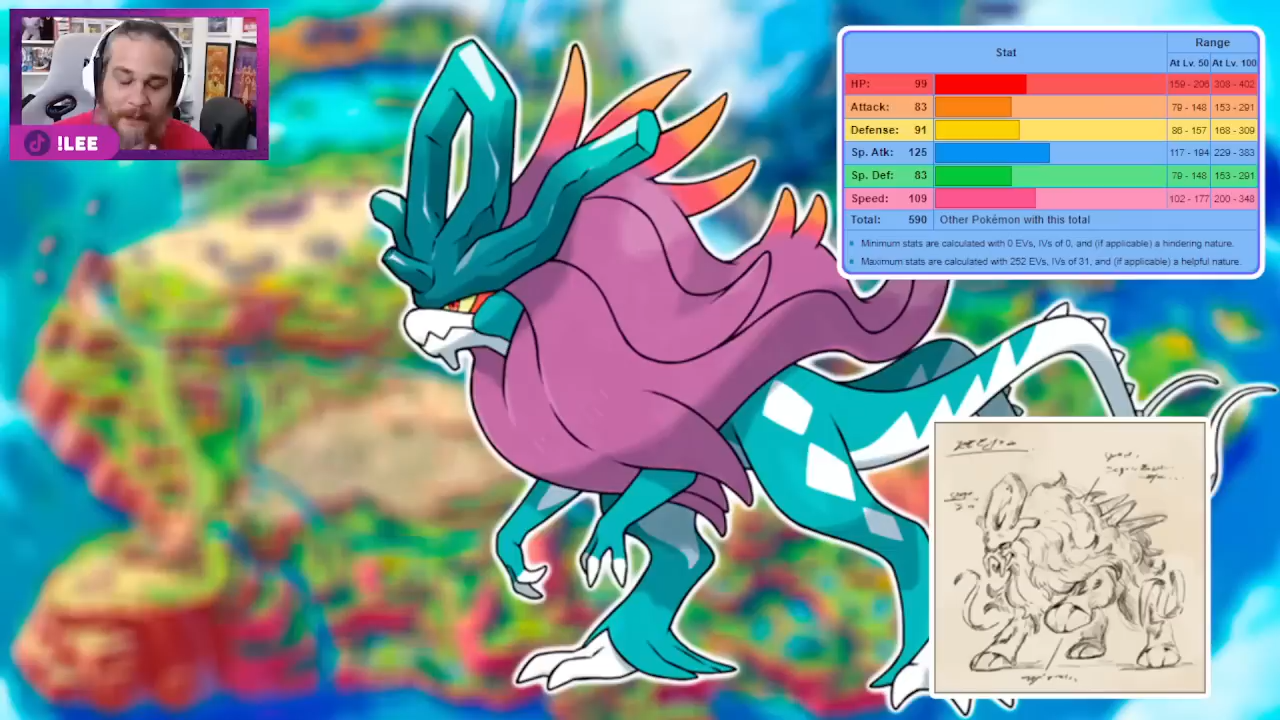 !LEE
Stat
Range
At Lv. 50 At Lv. 100
HP: 99 159 - 206 308 - 402
Attack: 83 79 - 148 153 - 291
Defense: 91 86 - 157 168 - 309
Sp. Atk: 125 117 - 194 229 - 383
Sp. Def: 83 79 - 148 153 - 291
Speed: 109 102 - 177 200 - 348
Total: 590 Other Pokémon with this total
Minimum stats are calculated with 0 EVs, IVs of 0, and (if applicable) a hindering nature.
Maximum stats are calculated with 252 EVs, IVs of 31, and (if applicable) a helpful nature.